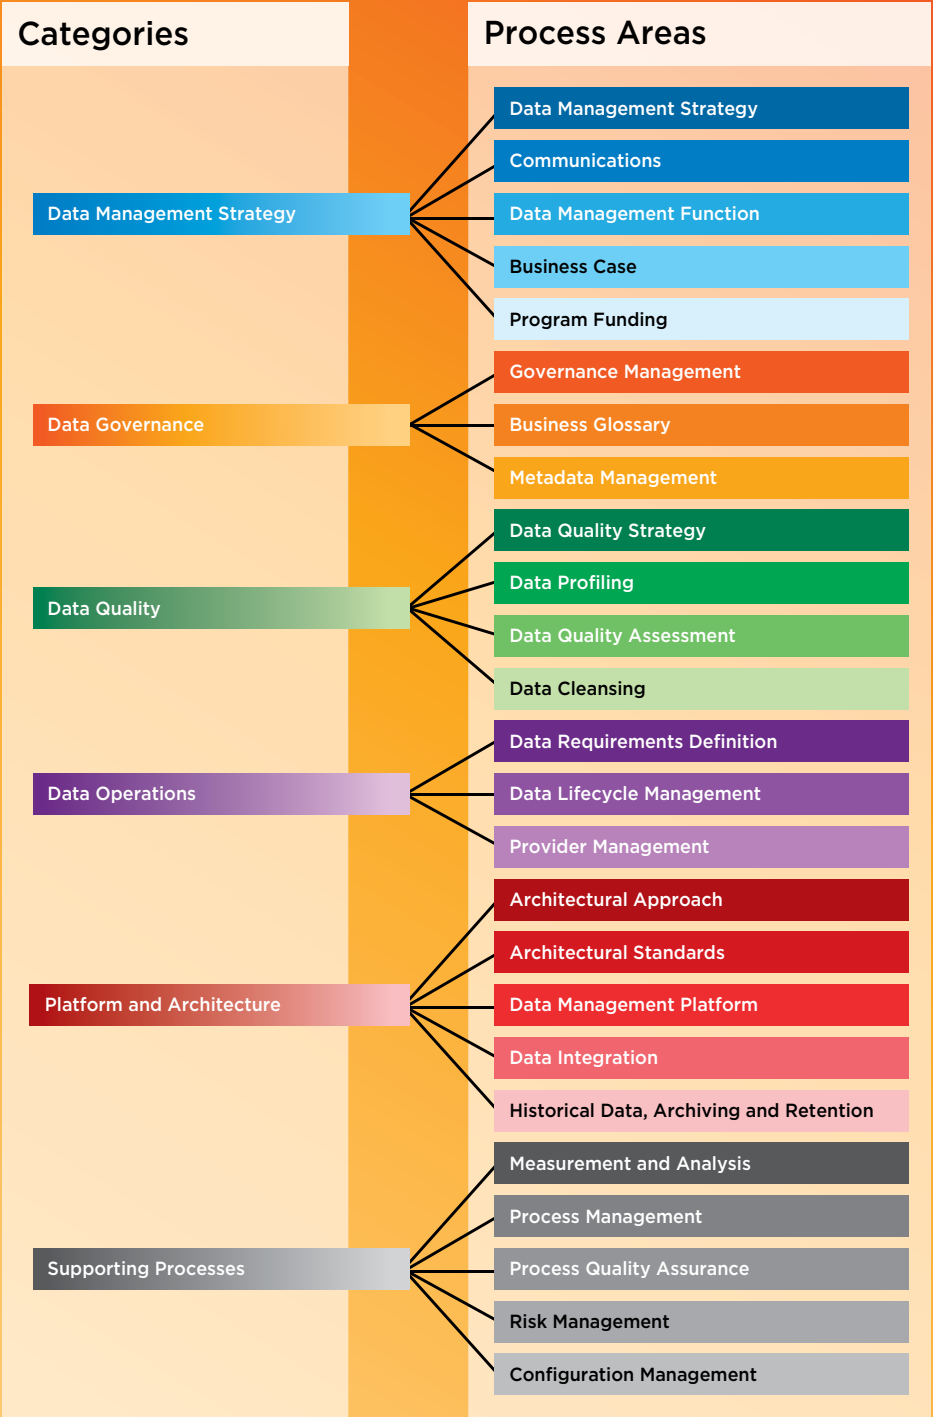 Categories
Process Areas
Data Management Strategy
Data Management Strategy
Communications
Data Management Function
Business Case
Program Funding
Data Governance
Governance Management
Business Glossary
Metadata Management
Data Quality
Data Quality Strategy
Data Profiling
Data Quality Assessment
Data Cleansing
Data Operations
Data Requirements Definition
Data Lifecycle Management
Provider Management
Platform and Architecture
Architectural Approach
Architectural Standards
Data Management Platform
Data Integration
Historical Data, Archiving and Retention
Supporting Processes
Measurement and Analysis
Process Management
Process Quality Assurance
Risk Management
Configuration Management